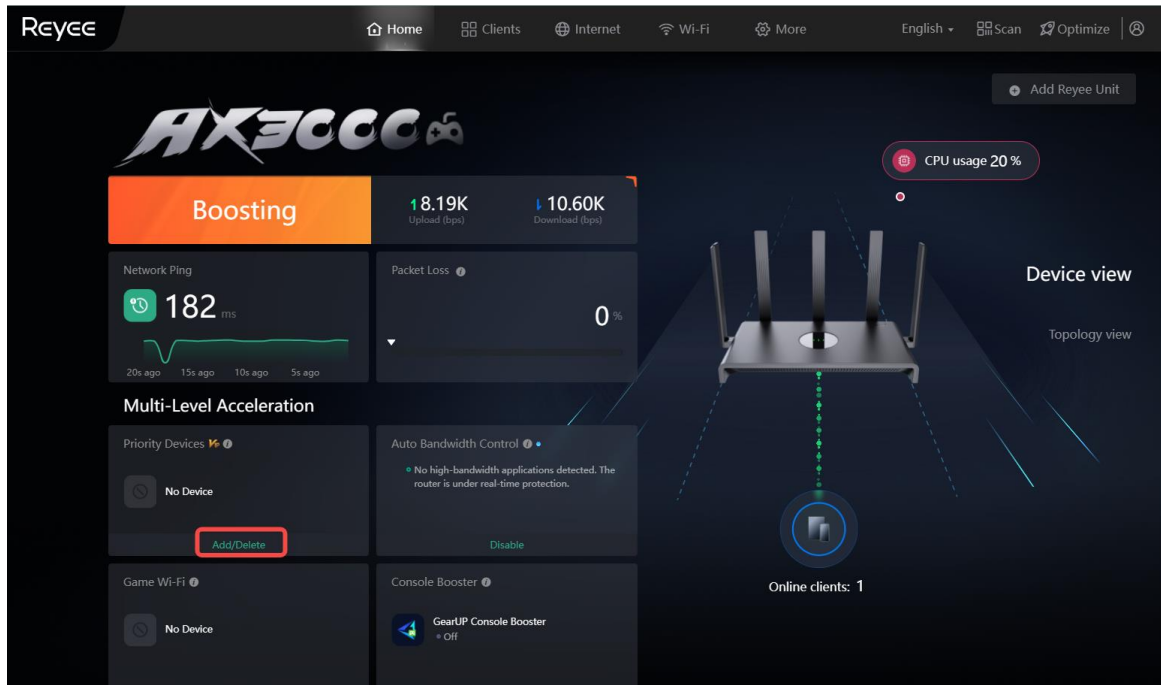 Reyee
Home
Clients
Internet
Wi-Fi
More
English
Scan
Optimize
Add Reyee Unit
AX3000
CPU usage 20 %
Boosting
8.19K
Upload (bps)
10.60K
Download (bps)
Network Ping
182 ms
20s ago 15s ago 10s ago 5s ago
Packet Loss
0 %
Device view
Topology view
Multi-Level Acceleration
Priority Devices
No Device
Add/Delete
Auto Bandwidth Control
No high-bandwidth applications detected. The
router is under real-time protection.
Disable
Game Wi-Fi
No Device
Console Booster
GearUP Console Booster
Off
Online clients: 1